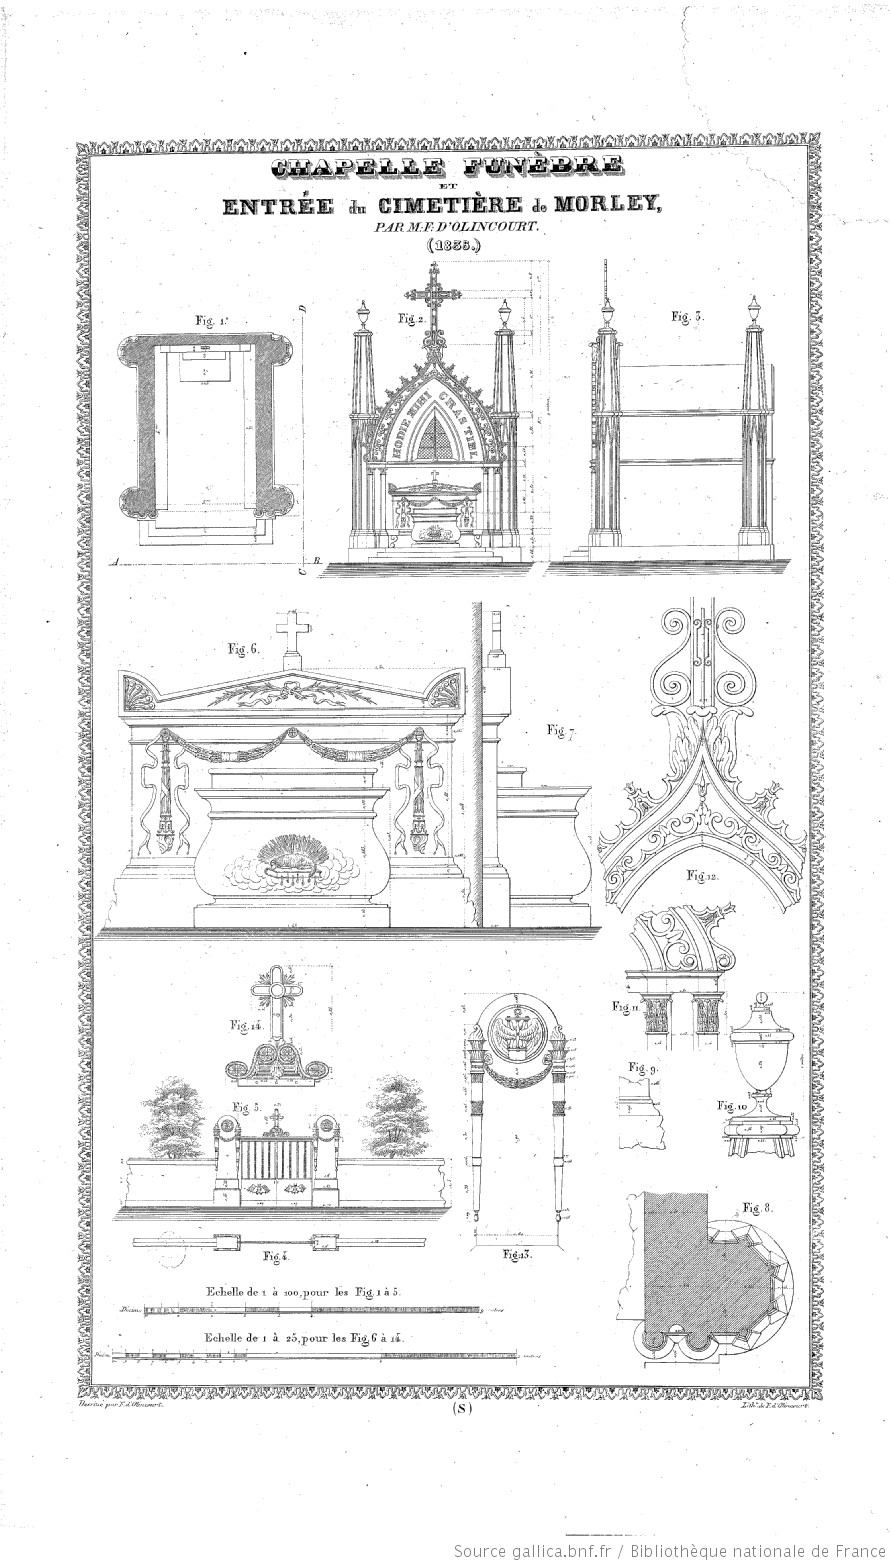 CHAPELLE FUNÈBRE
ET
ENTRÉE du CIMETIÈRE de MORLEY,
PAR M. F. D'OLINCOURT.
(1835.)
Fig. 1.e
D
Fig. 2.
Fig. 3.
HODIE MIHI CRAS TIBI
A
B
C
Fig. 6.
Fig 7.
Fig. 12.
Fig. 14.
Fig. 11.
Fig. 9.
Fig. 10
Fig. 5.
Fig. 4.
Fig. 13.
Fig. 8.
Echelle de 1 à 100, pour les Fig. 1 à 5.
Echelle de 1 à 25, pour les Fig. 6 à 14.
Dessiné par F. d'Olincourt.
(S)
Lith. de F. d'Olincourt.
Source gallica.bnf.fr / Bibliothèque nationale de France